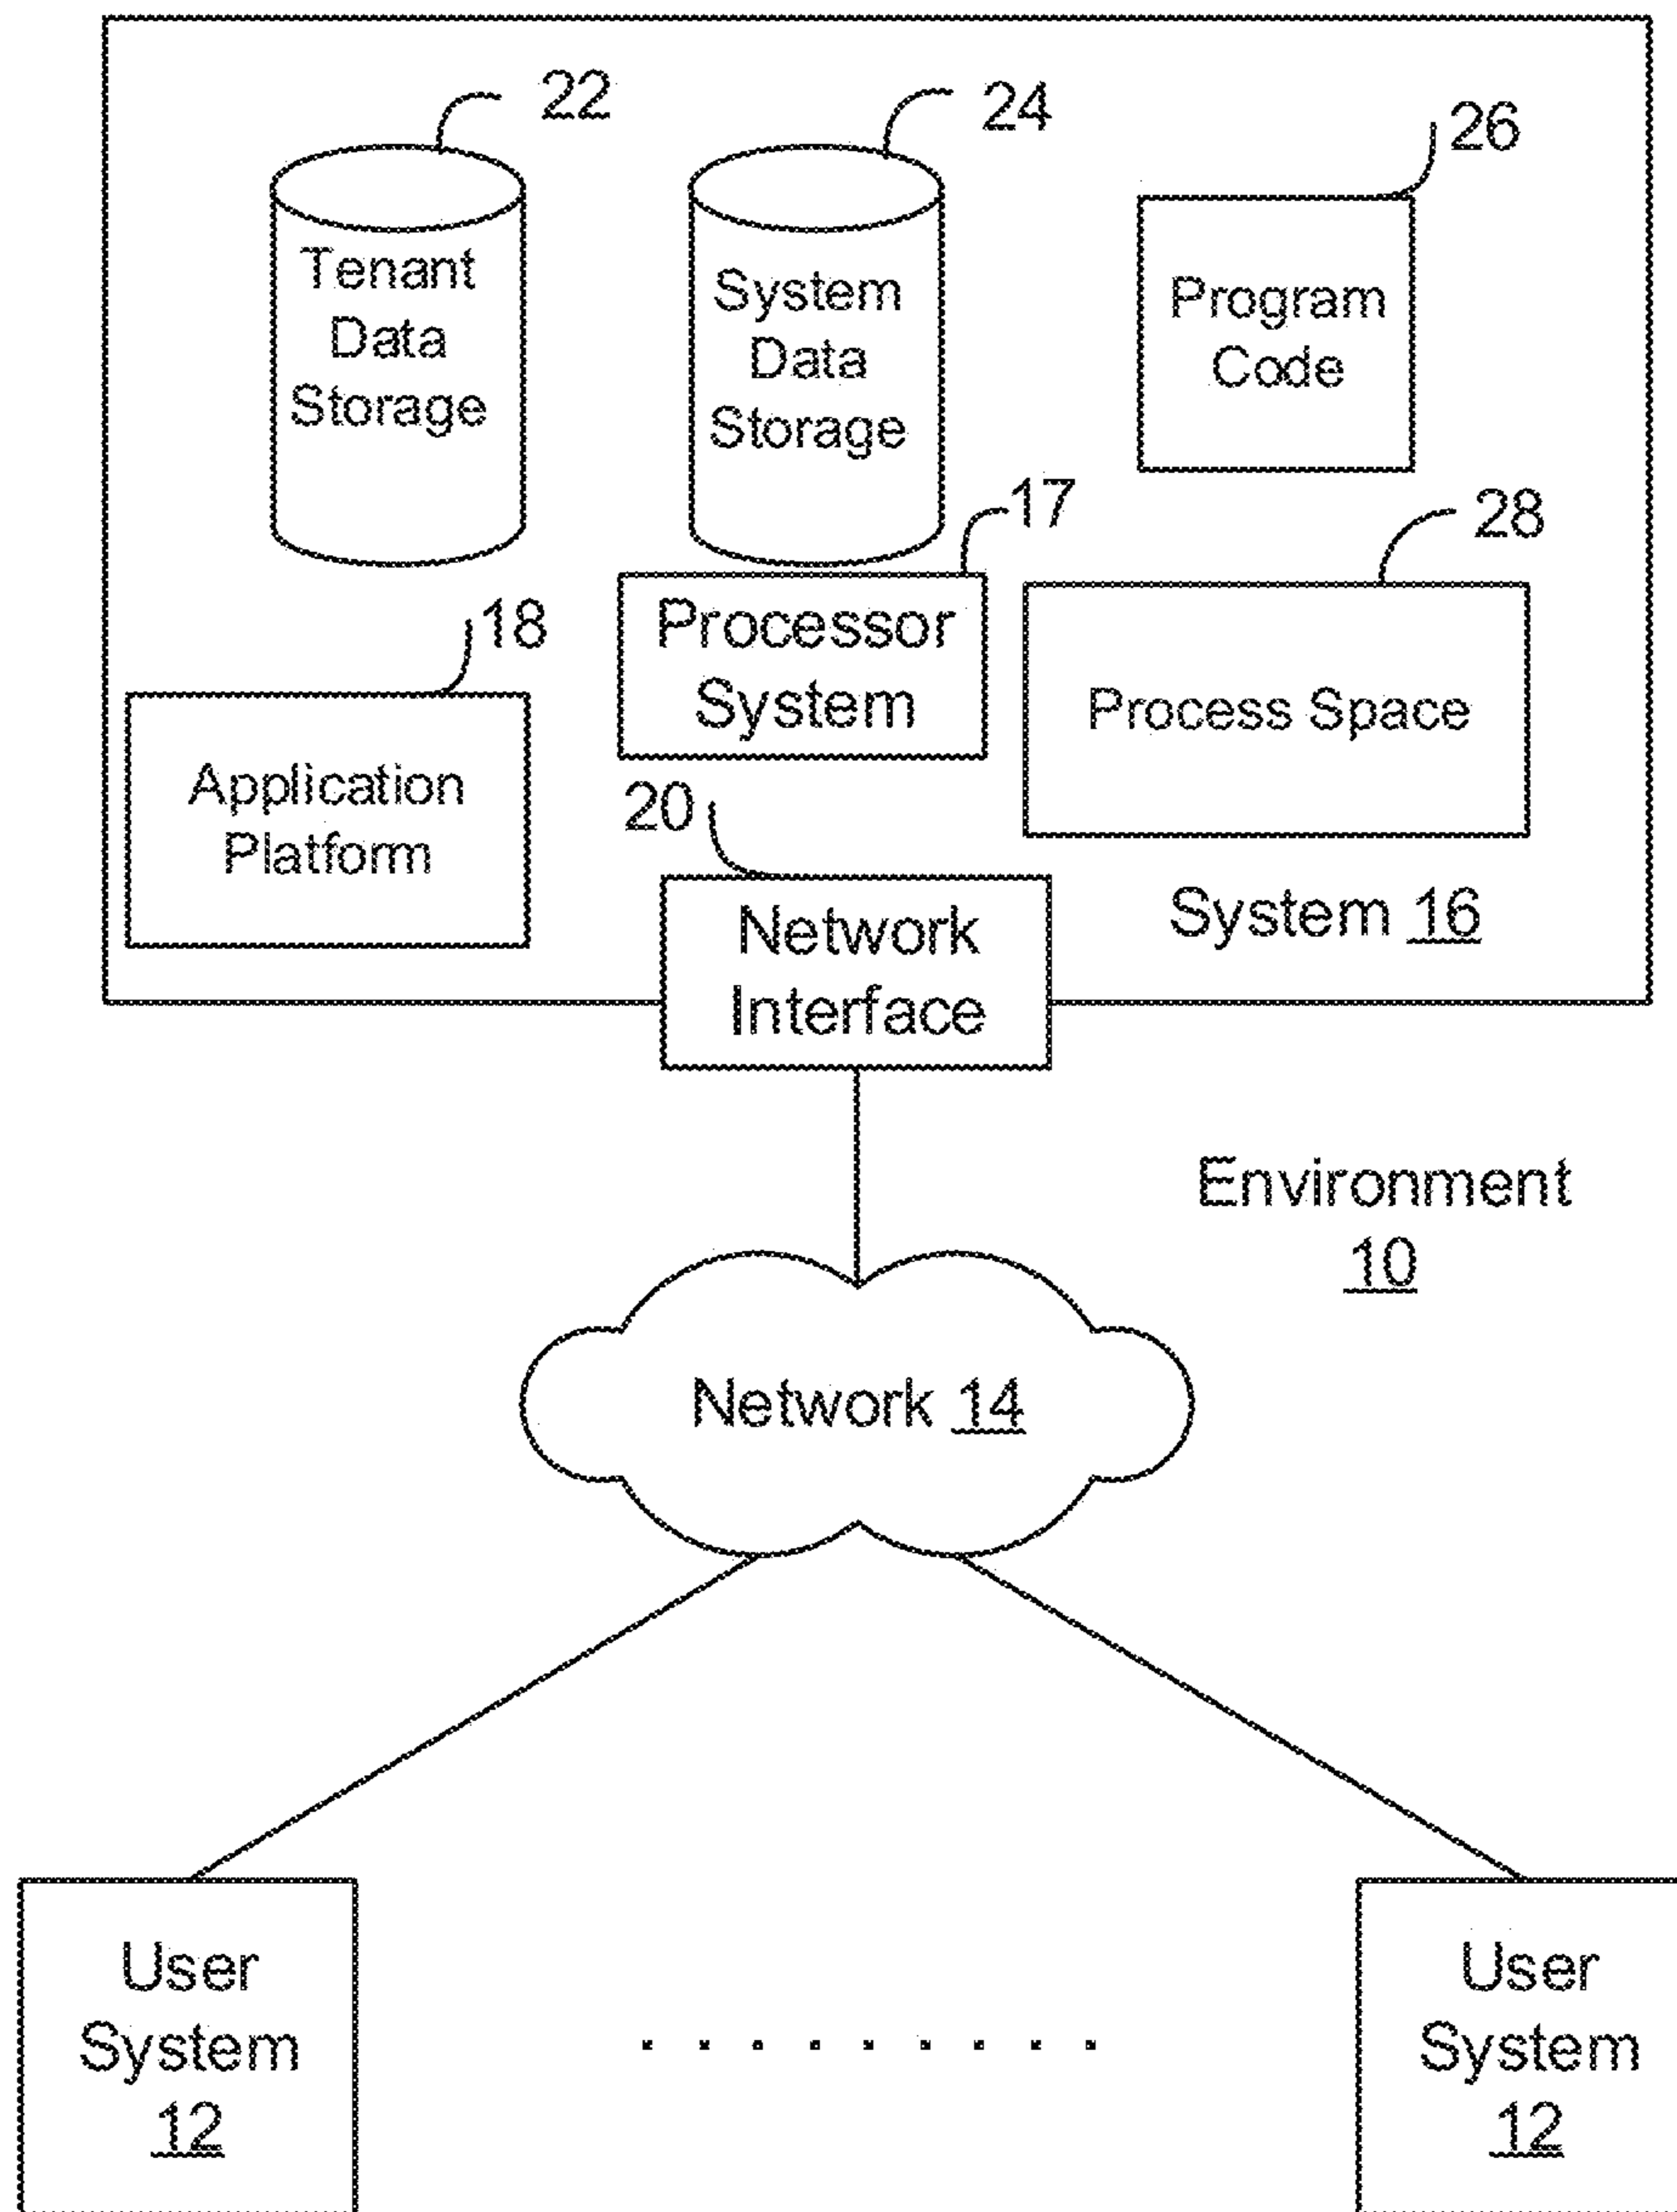 22
24
26
Tenant
Data
Storage
System
Data
Storage
Program
Code
17
28
18
Processor
System
Process Space
Application
Platform
20
Network
Interface
System 16
Environment
10
Network 14
User
System
12
. . . . . . . . .
User
System
12